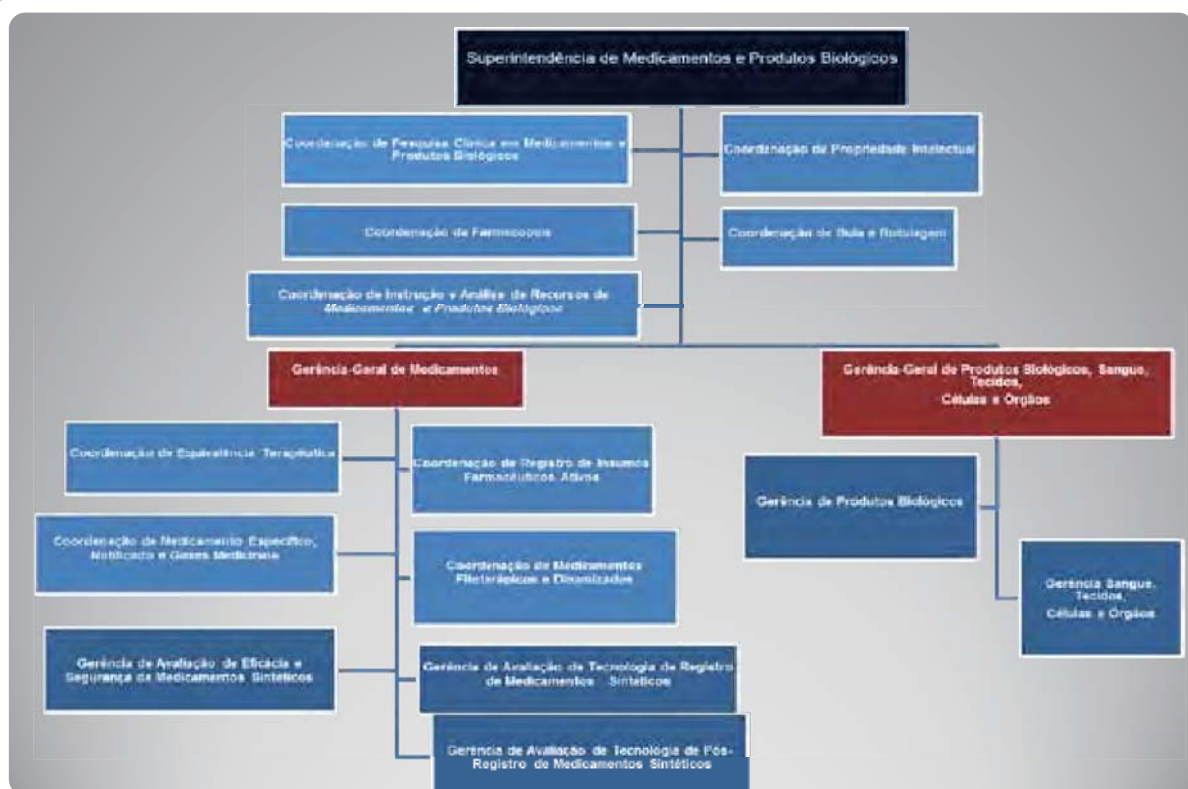 Superintendência de Medicamentos e Produtos Biológicos
Coordenação de Pesquisa Clínica em Medicamentos e
Produtos Biológicos
Coordenação de Propriedade Intelectual
Coordenação de Farmacopeia
Coordenação de Bula e Rotulagem
Coordenação de Instrução e Análise de Recursos de
Medicamentos e Produtos Biológicos
Gerência-Geral de Medicamentos
Gerência-Geral de Produtos Biológicos, Sangue,
Tecidos,
Células e Órgãos
Coordenação de Equivalência Terapêutica
Coordenação de Registro de Insumos
Farmacêuticos Ativos
Gerência de Produtos Biológicos
Coordenação de Medicamento Específico,
Notificado e Gases Medicinais
Coordenação de Medicamentos
Fitoterápicos e Dinamizados
Gerência Sangue,
Tecidos,
Células e Órgãos
Gerência de Avaliação de Eficácia e
Segurança de Medicamentos Sintéticos
Gerência de Avaliação de Tecnologia de Registro
de Medicamentos Sintéticos
Gerência de Avaliação de Tecnologia de Pós-
Registro de Medicamentos Sintéticos